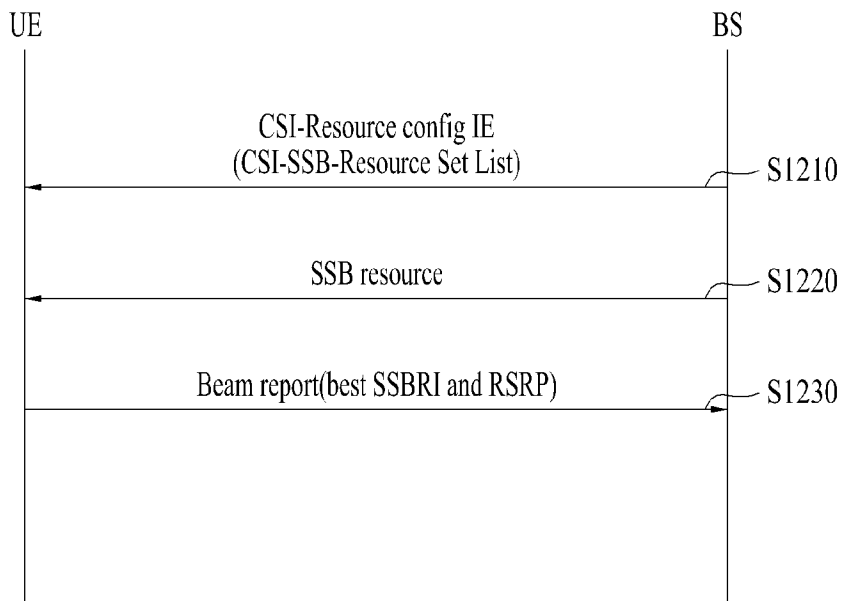 UE
BS
CSI-Resource config IE
(CSI-SSB-Resource Set List)
S1210
SSB resource
S1220
Beam report(best SSBRI and RSRP)
S1230